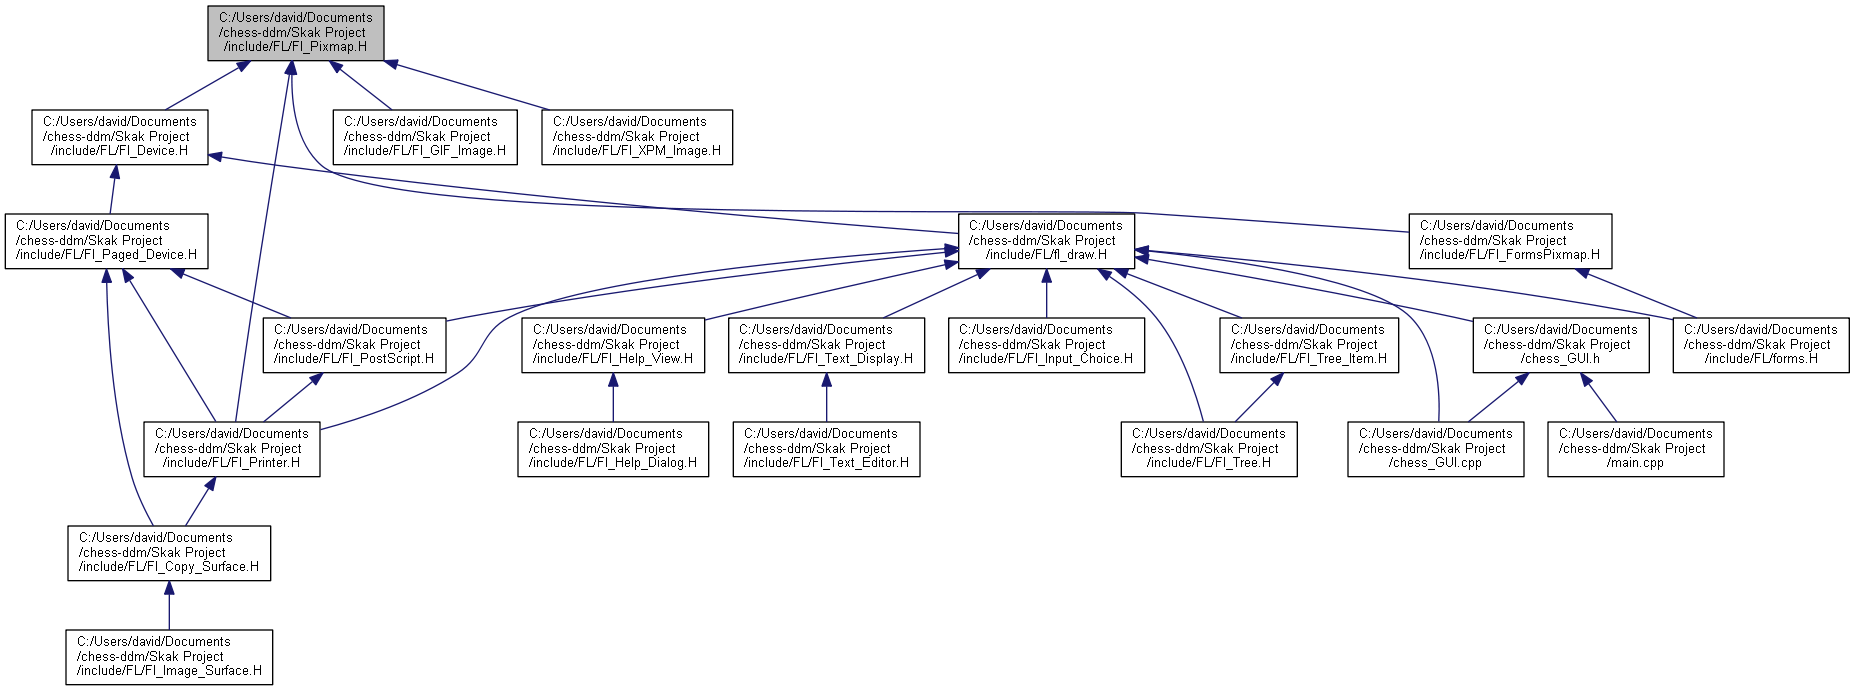 C:/Users/david/Documents
/chess-ddm/Skak Project
/include/FL/Fl_Pixmap.H
C:/Users/david/Documents
/chess-ddm/Skak Project
/include/FL/Fl_Device.H
C:/Users/david/Documents
/chess-ddm/Skak Project
/include/FL/Fl_GIF_Image.H
C:/Users/david/Documents
/chess-ddm/Skak Project
/include/FL/Fl_XPM_Image.H
C:/Users/david/Documents
/chess-ddm/Skak Project
/include/FL/Fl_Paged_Device.H
C:/Users/david/Documents
/chess-ddm/Skak Project
/include/FL/fl_draw.H
C:/Users/david/Documents
/chess-ddm/Skak Project
/include/FL/Fl_FormsPixmap.H
C:/Users/david/Documents
/chess-ddm/Skak Project
/include/FL/Fl_PostScript.H
C:/Users/david/Documents
/chess-ddm/Skak Project
/include/FL/Fl_Help_View.H
C:/Users/david/Documents
/chess-ddm/Skak Project
/include/FL/Fl_Text_Display.H
C:/Users/david/Documents
/chess-ddm/Skak Project
/include/FL/Fl_Input_Choice.H
C:/Users/david/Documents
/chess-ddm/Skak Project
/include/FL/Fl_Tree_Item.H
C:/Users/david/Documents
/chess-ddm/Skak Project
/chess_GUI.h
C:/Users/david/Documents
/chess-ddm/Skak Project
/include/FL/forms.H
C:/Users/david/Documents
/chess-ddm/Skak Project
/include/FL/Fl_Printer.H
C:/Users/david/Documents
/chess-ddm/Skak Project
/include/FL/Fl_Help_Dialog.H
C:/Users/david/Documents
/chess-ddm/Skak Project
/include/FL/Fl_Text_Editor.H
C:/Users/david/Documents
/chess-ddm/Skak Project
/include/FL/Fl_Tree.H
C:/Users/david/Documents
/chess-ddm/Skak Project
/chess_GUI.cpp
C:/Users/david/Documents
/chess-ddm/Skak Project
/main.cpp
C:/Users/david/Documents
/chess-ddm/Skak Project
/include/FL/Fl_Copy_Surface.H
C:/Users/david/Documents
/chess-ddm/Skak Project
/include/FL/Fl_Image_Surface.H